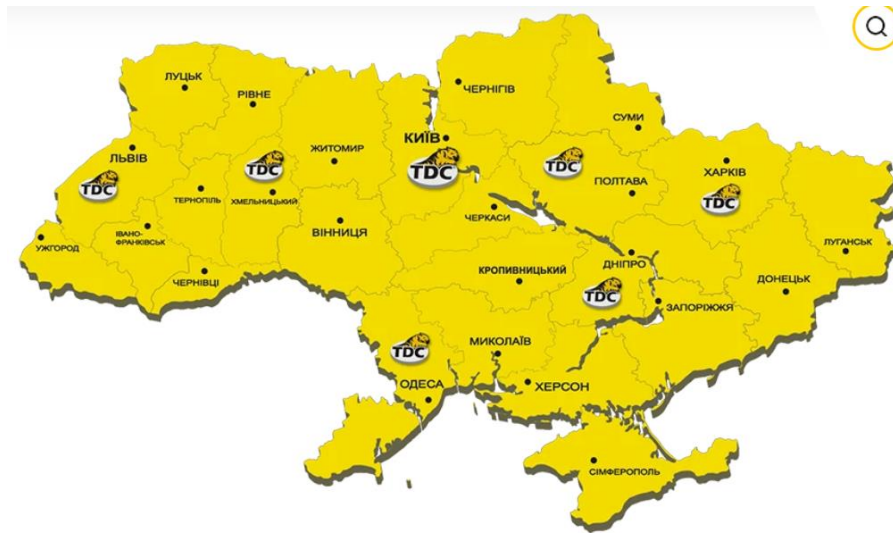 ЛУЦЬК
РІВНЕ
ЧЕРНІГІВ
СУМИ
КИЇВ
TDC
ЖИТОМИР
ЛЬВІВ
TDC
TDC
ХМЕЛЬНИЦЬКИЙ
ТЕРНОПІЛЬ
TDC
ПОЛТАВА
ХАРКІВ
TDC
ЧЕРКАСИ
ВІННИЦЯ
ІВАНО-
ФРАНКІВСЬК
УЖГОРОД
ЧЕРНІВЦІ
ЛУГАНСЬК
ДНІПРО
TDC
КРОПИВНИЦЬКИЙ
ДОНЕЦЬК
ЗАПОРІЖЖЯ
МИКОЛАЇВ
TDC
ОДЕСА
ХЕРСОН
СІМФЕРОПОЛЬ